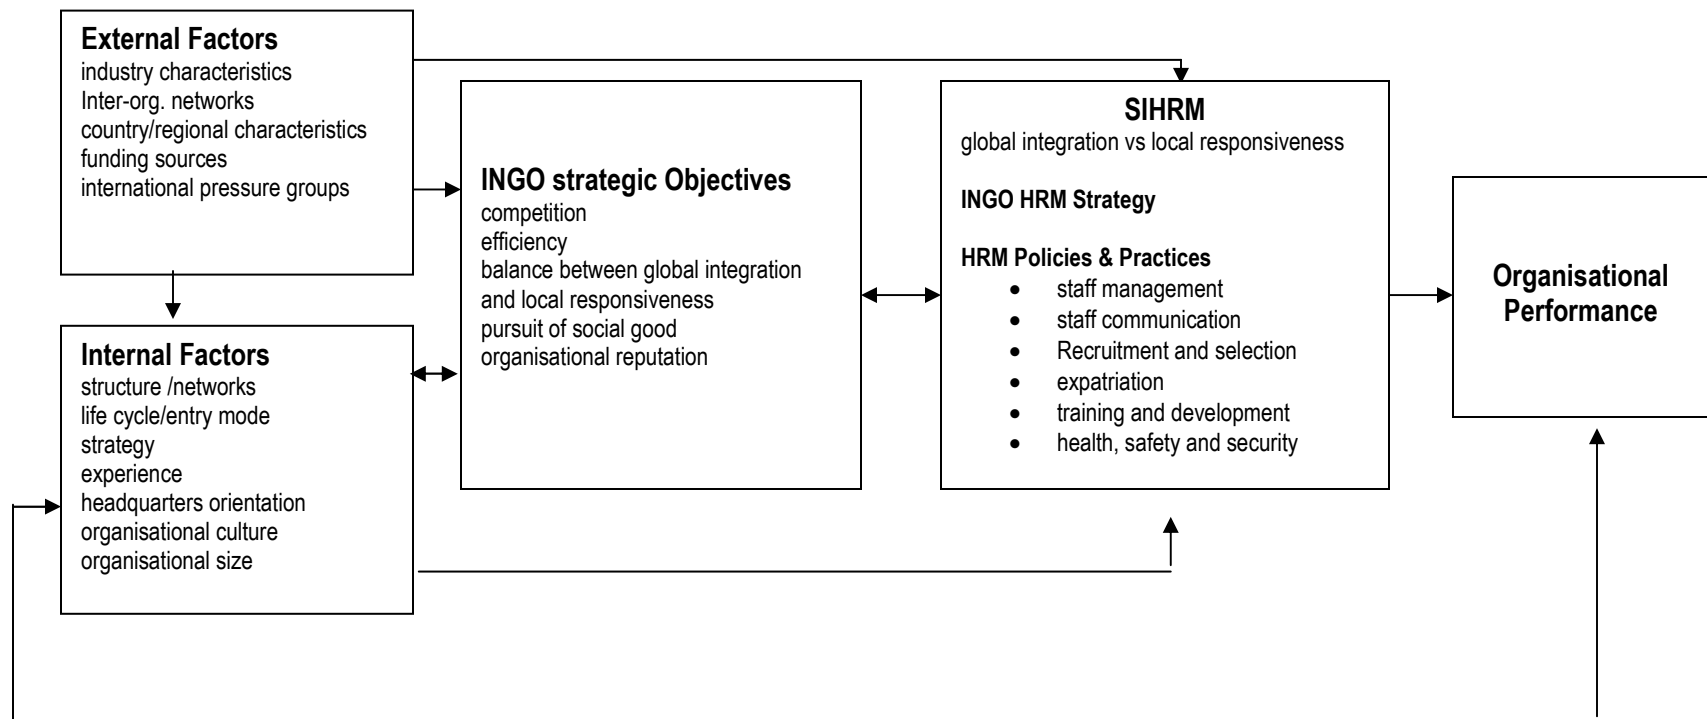 External Factors
industry characteristics
Inter-org. networks
country/regional characteristics
funding sources
international pressure groups
Internal Factors
structure /networks
life cycle/entry mode
strategy
experience
headquarters orientation
organisational culture
organisational size
INGO strategic Objectives
competition
efficiency
balance between global integration
and local responsiveness
pursuit of social good
organisational reputation
SIHRM
global integration vs local responsiveness
INGO HRM Strategy
HRM Policies & Practices
• staff management
• staff communication
• Recruitment and selection
• expatriation
• training and development
• health, safety and security
Organisational
Performance